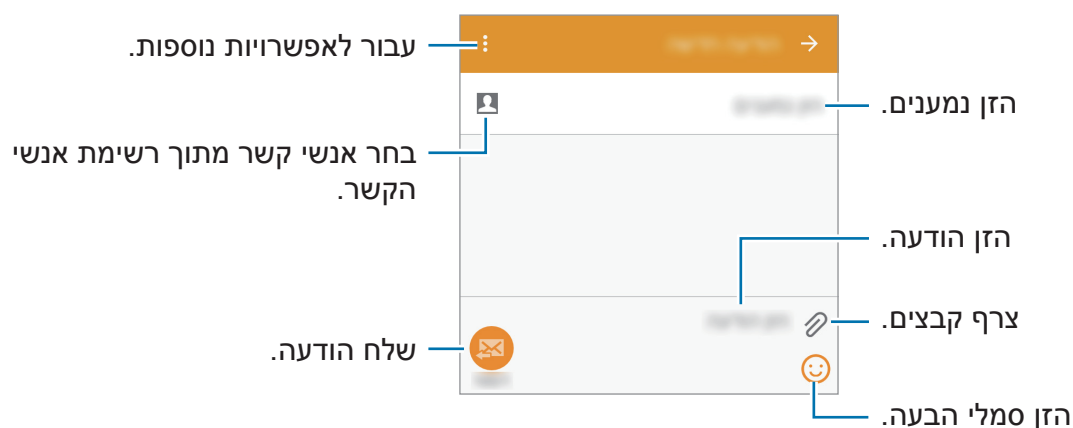 עבור לאפשרויות נוספות.
הזן נמענים.
בחר אנשי קשר מתוך רשימת אנשי
הקשר.
הזן הודעה.
צרף קבצים.
שלח הודעה.
הזן סמלי הבעה.